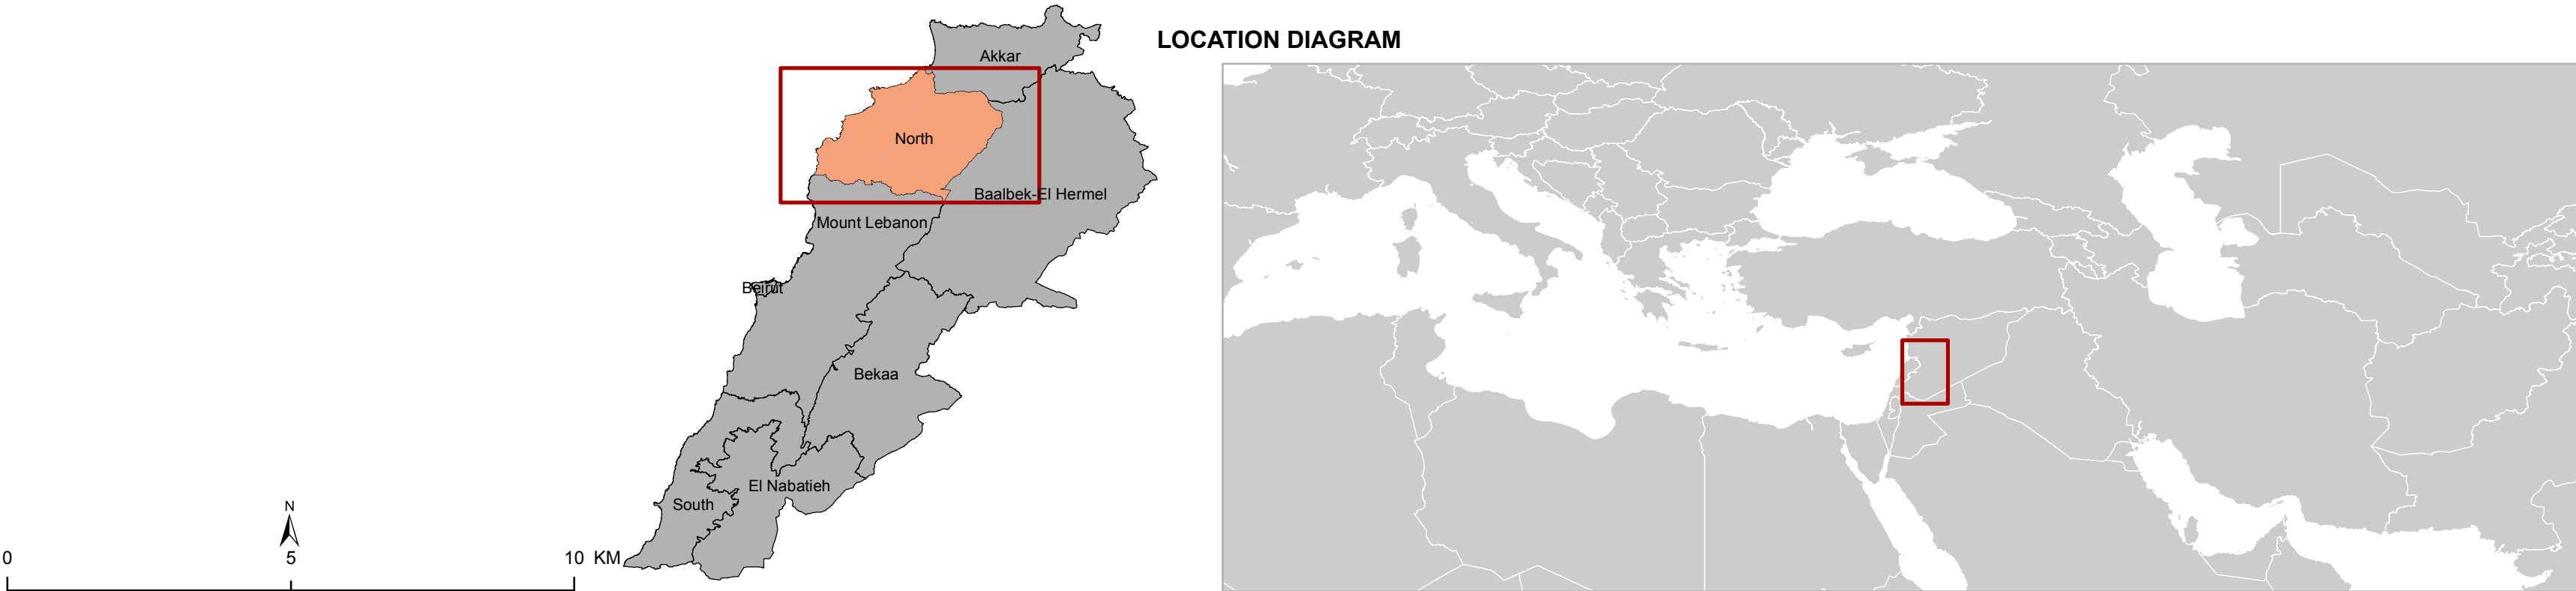 LOCATION DIAGRAM
Akkar
North
Baalbek-El Hermel
Mount Lebanon
Beirut
Bekaa
El Nabatieh
South
N
0 5 10 KM